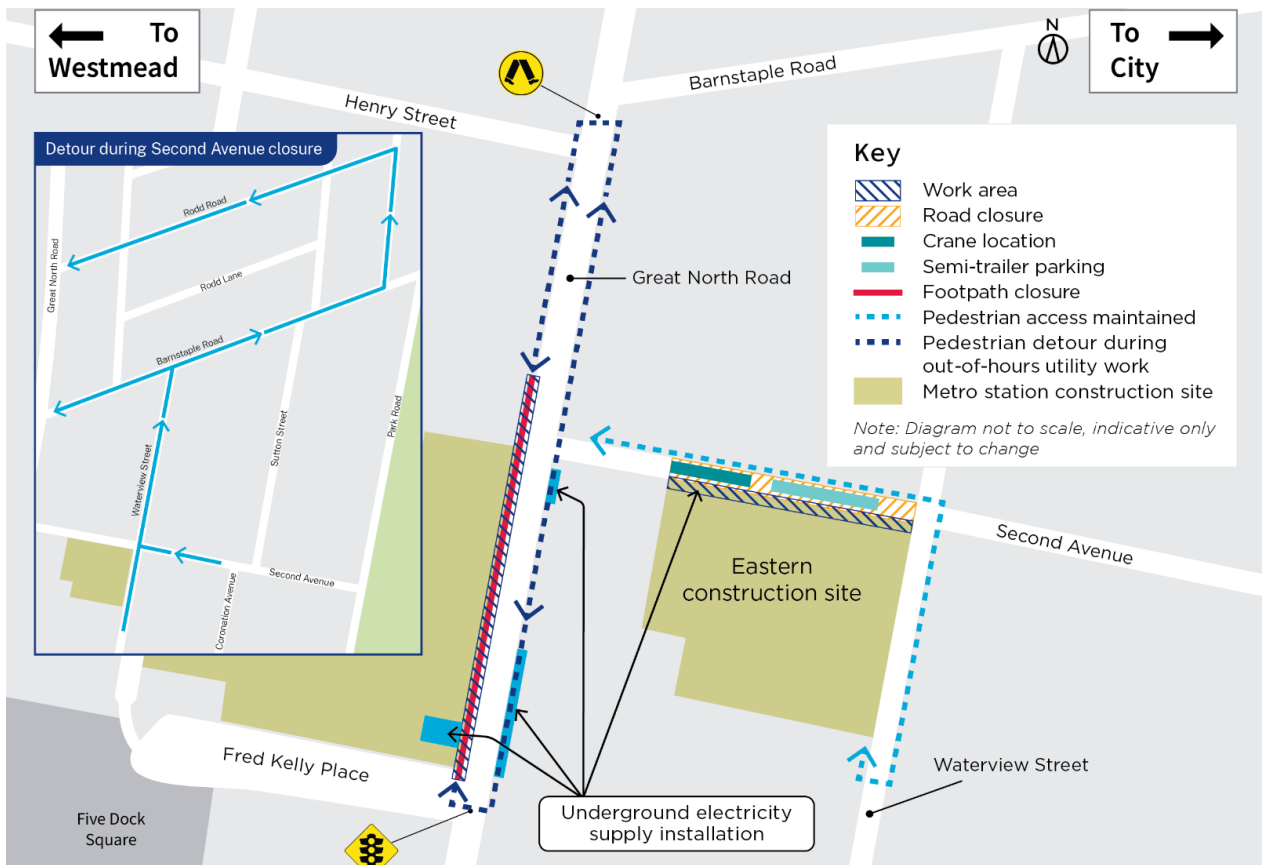 To
Westmead
N
To
City
Barnstaple Road
Henry Street
Detour during Second Avenue closure
Rodd Road
Great North Road
Rodd Lane
Barnstaple Road
Park Road
Sutton Street
Waterview Street
Second Avenue
Coronation Avenue
Great North Road
Key
Work area
Road closure
Crane location
Semi-trailer parking
Footpath closure
Pedestrian access maintained
Pedestrian detour during
out-of-hours utility work
Metro station construction site
Note: Diagram not to scale, indicative only
and subject to change
Second Avenue
Eastern
construction site
Fred Kelly Place
Waterview Street
Underground electricity
supply installation
Five Dock
Square